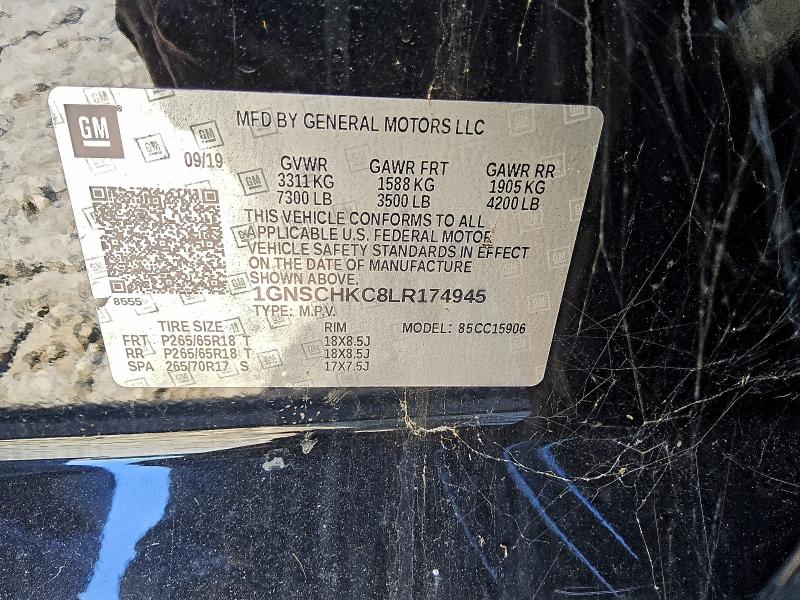 GM
MFD BY GENERAL MOTORS LLC
09/19
GVWR GAWR FRT GAWR RR
3311 KG 1588 KG 1905 KG
7300 LB 3500 LB 4200 LB
THIS VEHICLE CONFORMS TO ALL
APPLICABLE U.S. FEDERAL MOTOR
VEHICLE SAFETY STANDARDS IN EFFECT
ON THE DATE OF MANUFACTURE
SHOWN ABOVE.
8555
1GNSCHKC8LR174945
TYPE: M.P.V. MODEL: 85CC15906
TIRE SIZE RIM
FRT P265/65R18 T 18X8.5J
RR P265/65R18 T 18X8.5J
SPA 265/70R17 S 17X7.5J